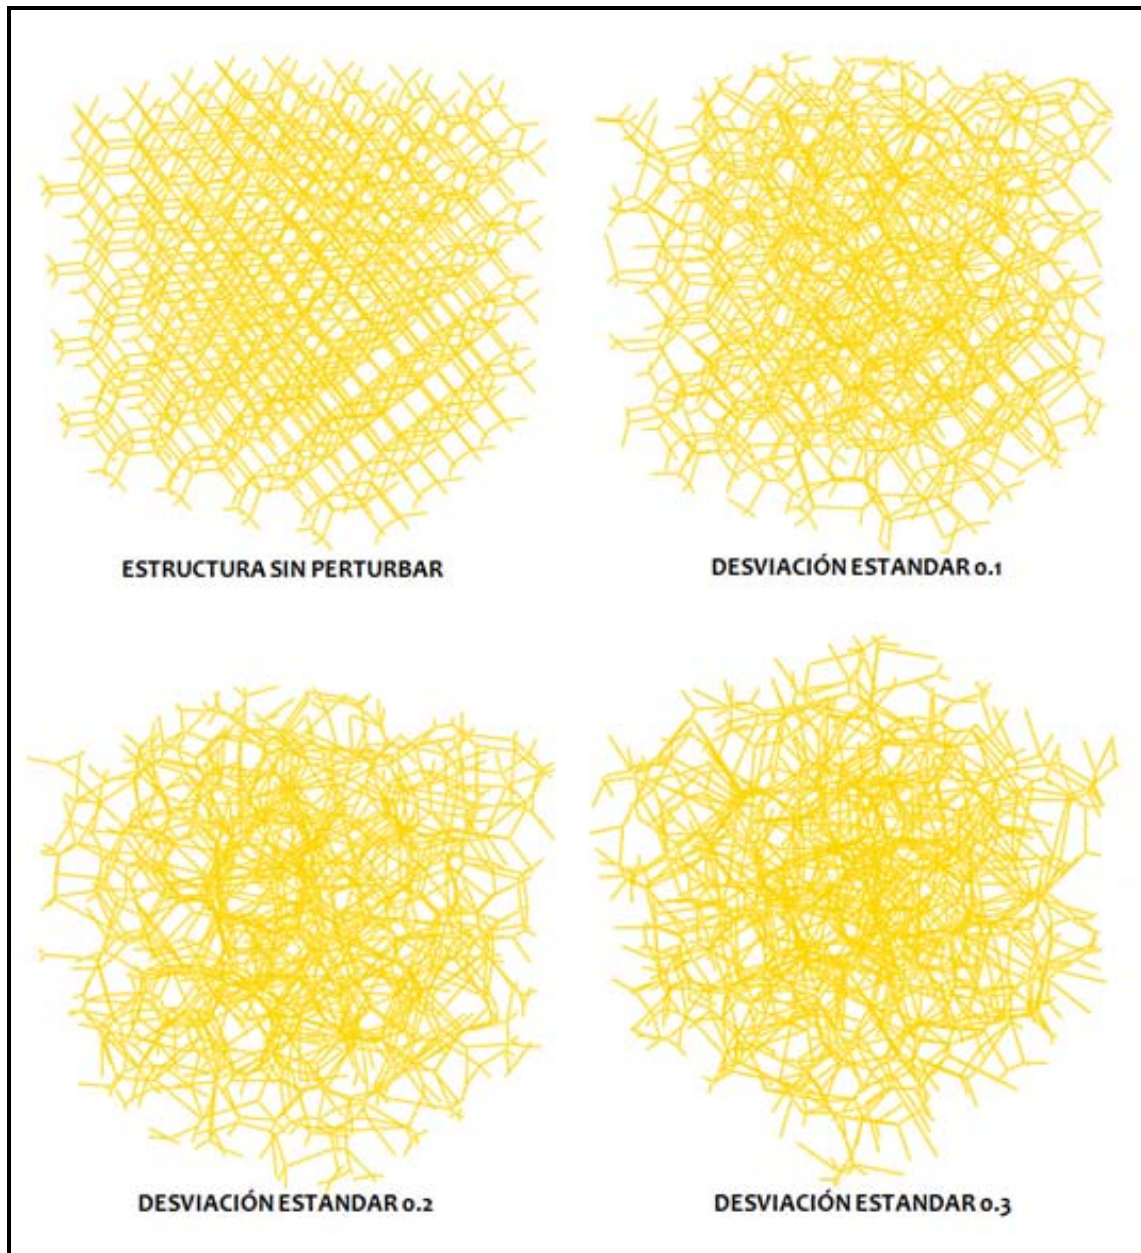 ESTRUCTURA SIN PERTURBAR
DESVIACIÓN ESTANDAR 0.1
DESVIACIÓN ESTANDAR 0.2
DESVIACIÓN ESTANDAR 0.3